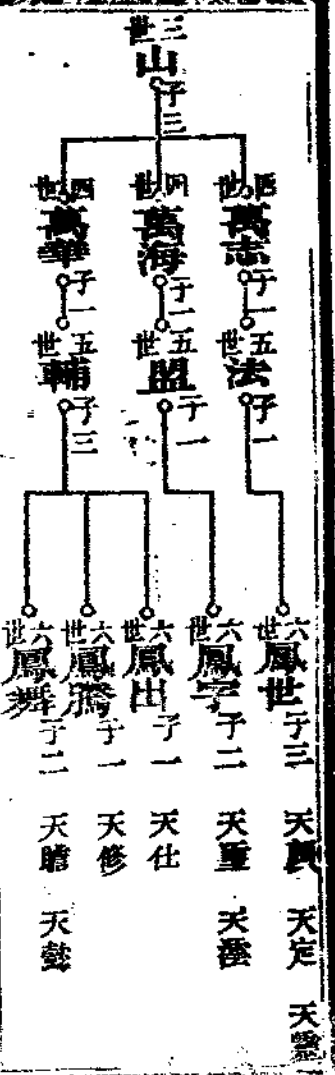 三世
山
子三
四世
萬志
子一
五世
法
子一
六世
鳳世
子三
天顏
天定
四世
萬海
子一
五世
盟
子一
六世
鳳字
子二
天重
四世
萬華
子一
五世
輔
子三
六世
鳳出
子一
天仕
六世
鳳騰
子一
天修
六世
鳳舞
子二
天瞻